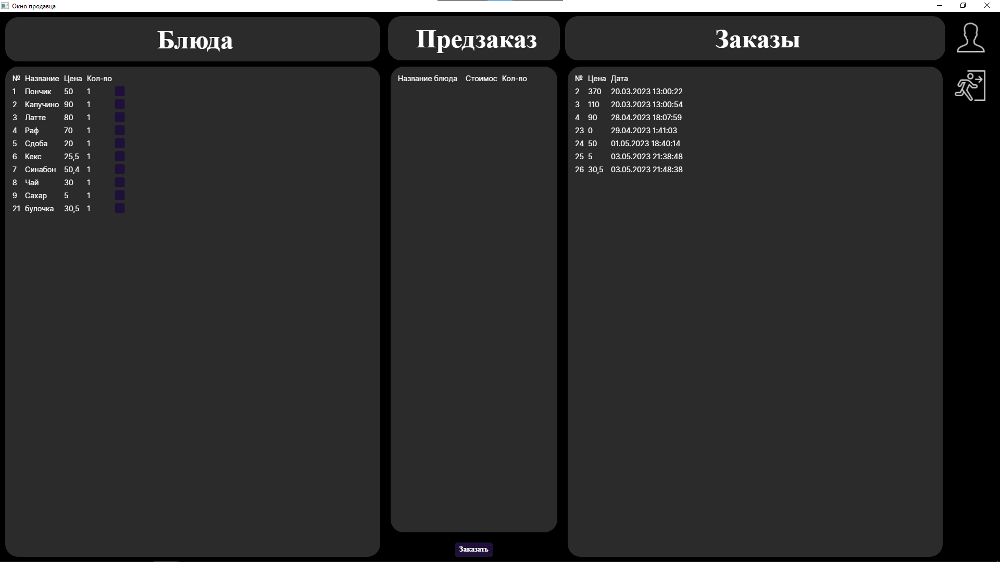 Окно продавца
Блюда
№ Название Цена Кол-во
1 Пончик 50 1
2 Капучино 90 1
3 Латте 80 1
4 Раф 70 1
5 Сдоба 20 1
6 Кекс 25,5 1
7 Синабон 50,4 1
8 Чай 30 1
9 Сахар 5 1
21 булочка 30,5 1
Предзаказ
Название блюда Стоимос Кол-во
Заказать
Заказы
№ Цена Дата
2 370 20.03.2023 13:00:22
3 110 20.03.2023 13:00:54
4 90 28.04.2023 18:07:59
23 0 29.04.2023 1:41:03
24 50 01.05.2023 18:40:14
25 5 03.05.2023 21:38:48
26 30,5 03.05.2023 21:48:38